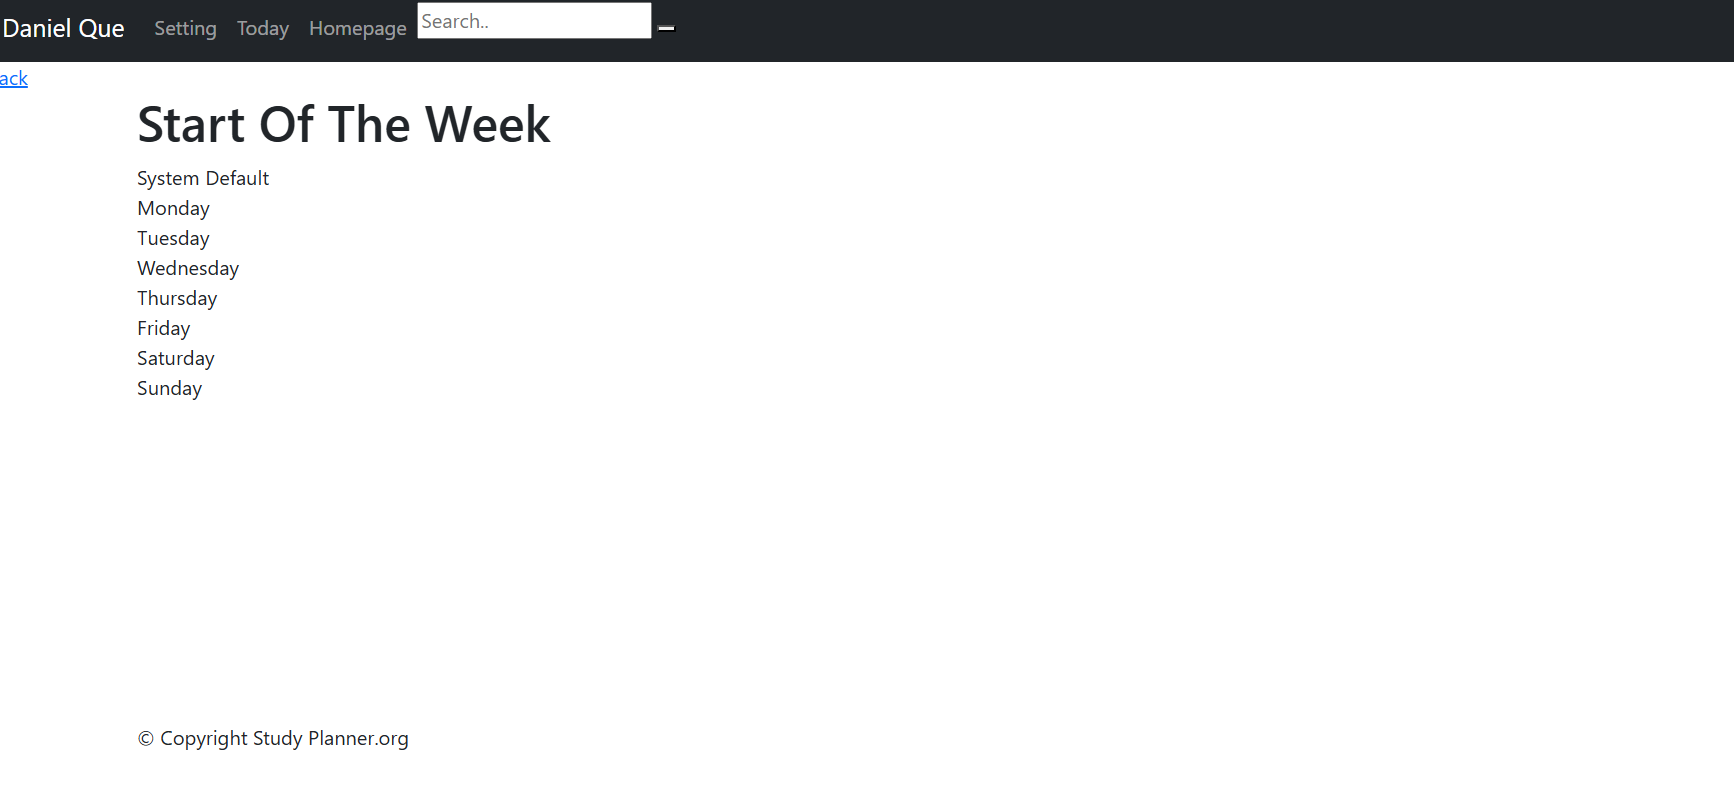 Daniel Que Setting Today Homepage Search..
ack
Start Of The Week
System Default
Monday
Tuesday
Wednesday
Thursday
Friday
Saturday
Sunday
© Copyright Study Planner.org